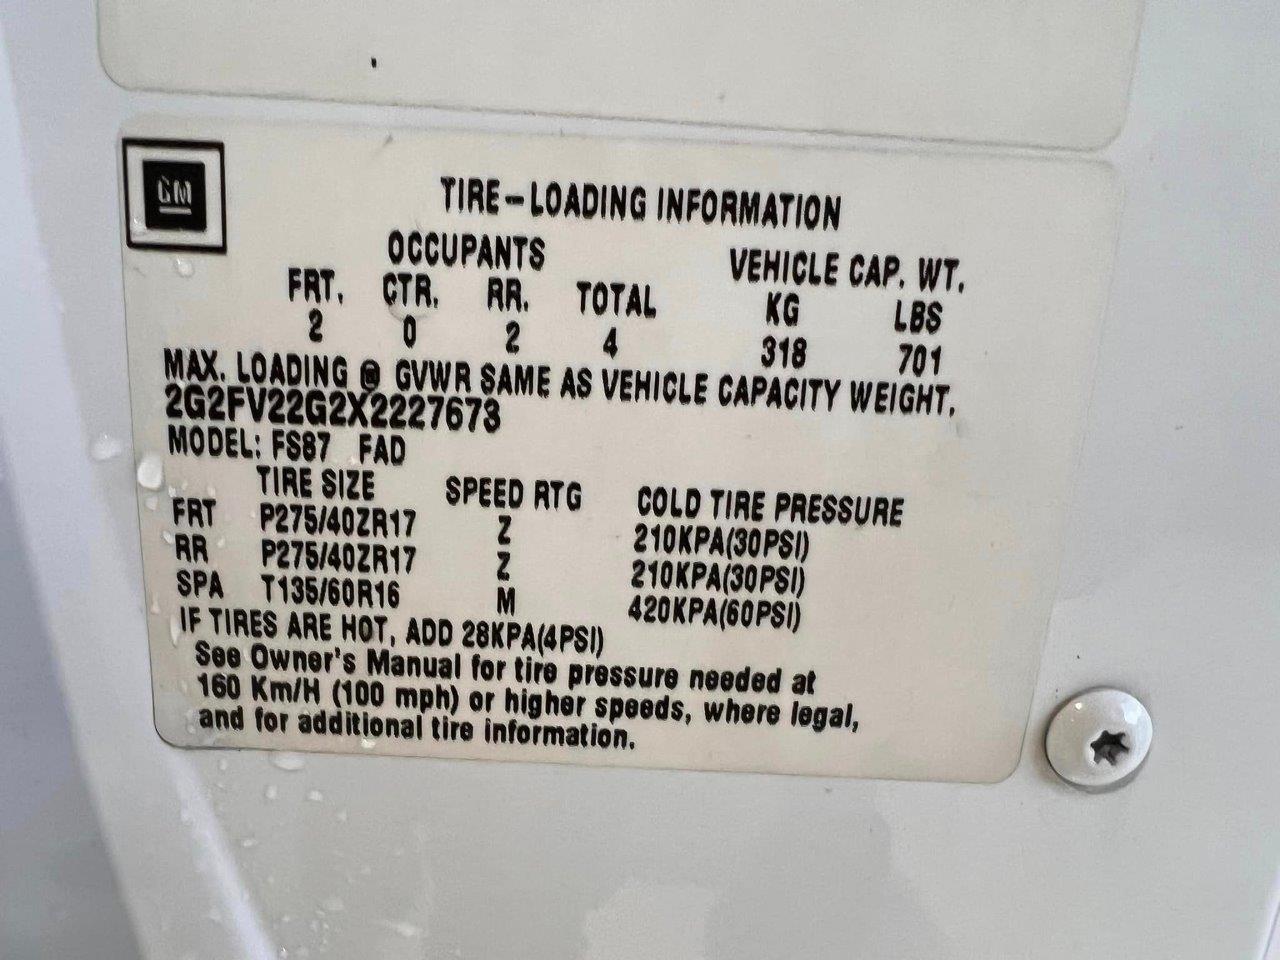 GM
TIRE-LOADING INFORMATION
OCCUPANTS VEHICLE CAP. WT.
FRT. CTR. RR. TOTAL KG LBS
2 0 2 4 318 701
MAX. LOADING @ GVWR SAME AS VEHICLE CAPACITY WEIGHT.
2G2FV22G2X2227673
MODEL: FS87 FAD
TIRE SIZE SPEED RTG COLD TIRE PRESSURE
FRT P275/40ZR17 Z 210KPA(30PSI)
RR P275/40ZR17 Z 210KPA(30PSI)
SPA T135/60R16 M 420KPA(60PSI)
IF TIRES ARE HOT, ADD 28KPA(4PSI)
See Owner's Manual for tire pressure needed at
160 Km/H (100 mph) or higher speeds, where legal,
and for additional tire information.